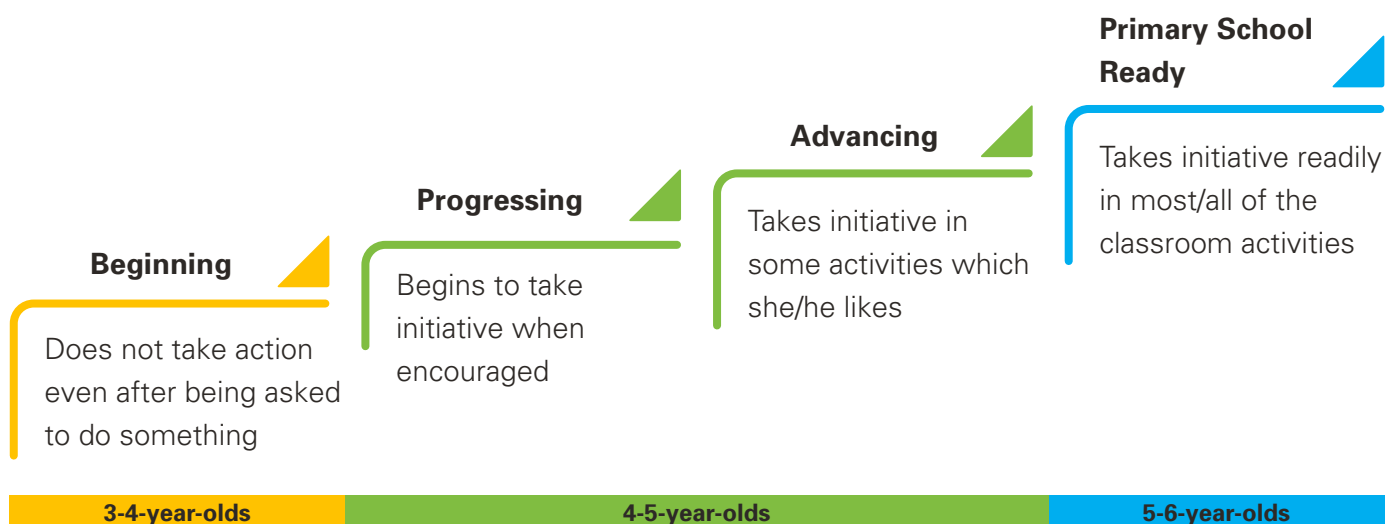 Beginning
Does not take action
even after being asked
to do something
Progressing
Begins to take
initiative when
encouraged
Advancing
Takes initiative in
some activities which
she/he likes
Primary School
Ready
Takes initiative readily
in most/all of the
classroom activities
3-4-year-olds
4-5-year-olds
5-6-year-olds